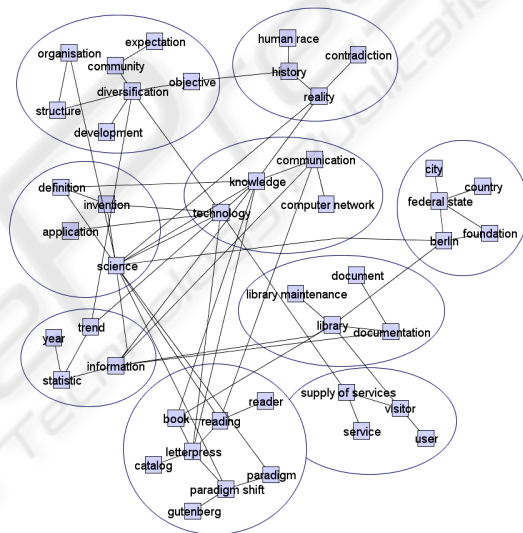 expectation
organisation
community
objective
diversification
structure
development
human race
contradiction
history
reality
definition
invention
application
science
communication
knowledge
technology
computer network
city
country
federal state
foundation
berlin
document
library maintenance
library
documentation
year
trend
information
statistic
supply of services
visitor
service
user
reader
book
reading
letterpress
catalog
paradigm
paradigm shift
gutenberg